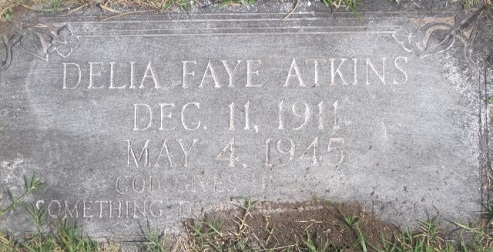 DELIA FAYE ATKINS
DEC. 11, 1911
MAY 4, 1945
GOD GIVES
SOMETHING